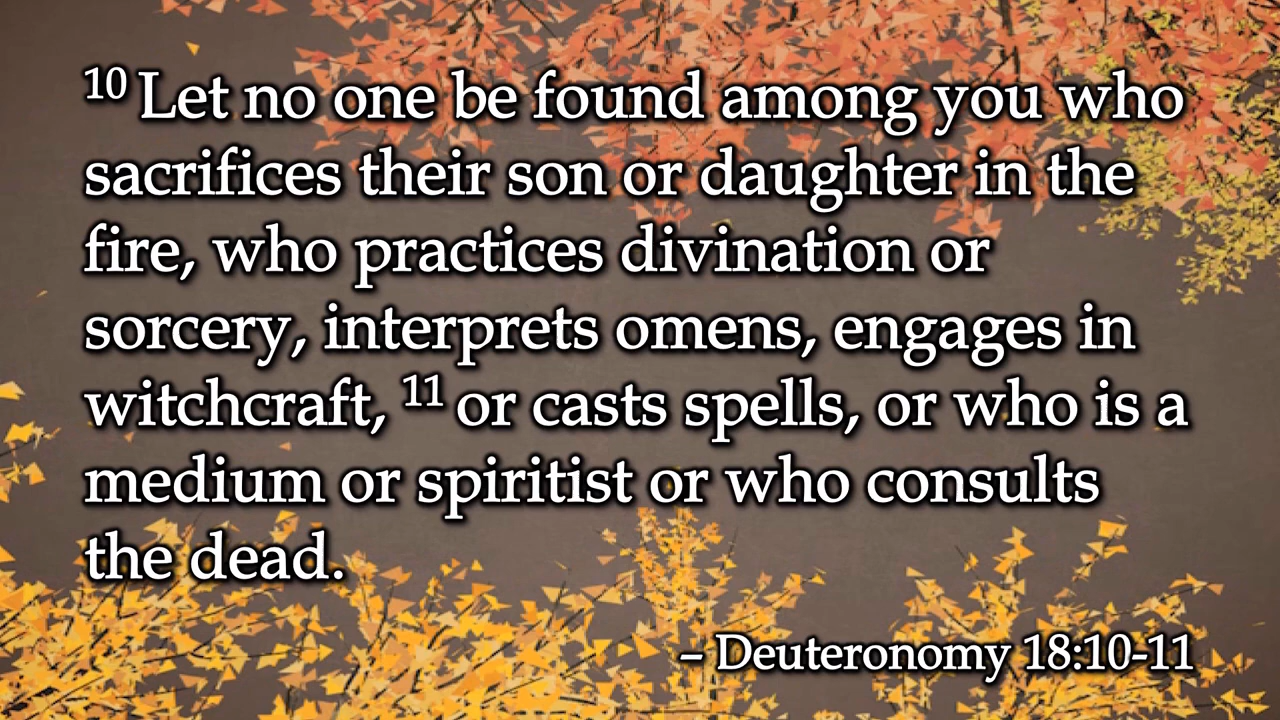 10 Let no one be found among you who
sacrifices their son or daughter in the
fire, who practices divination or
sorcery, interprets omens, engages in
witchcraft, 11 or casts spells, or who is a
medium or spiritist or who consults
the dead.
– Deuteronomy 18:10-11